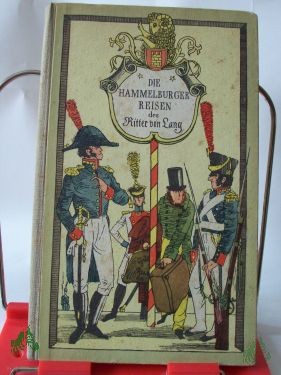 DIE
HAMMELBURGER
REISEN
des
Ritter von Lang